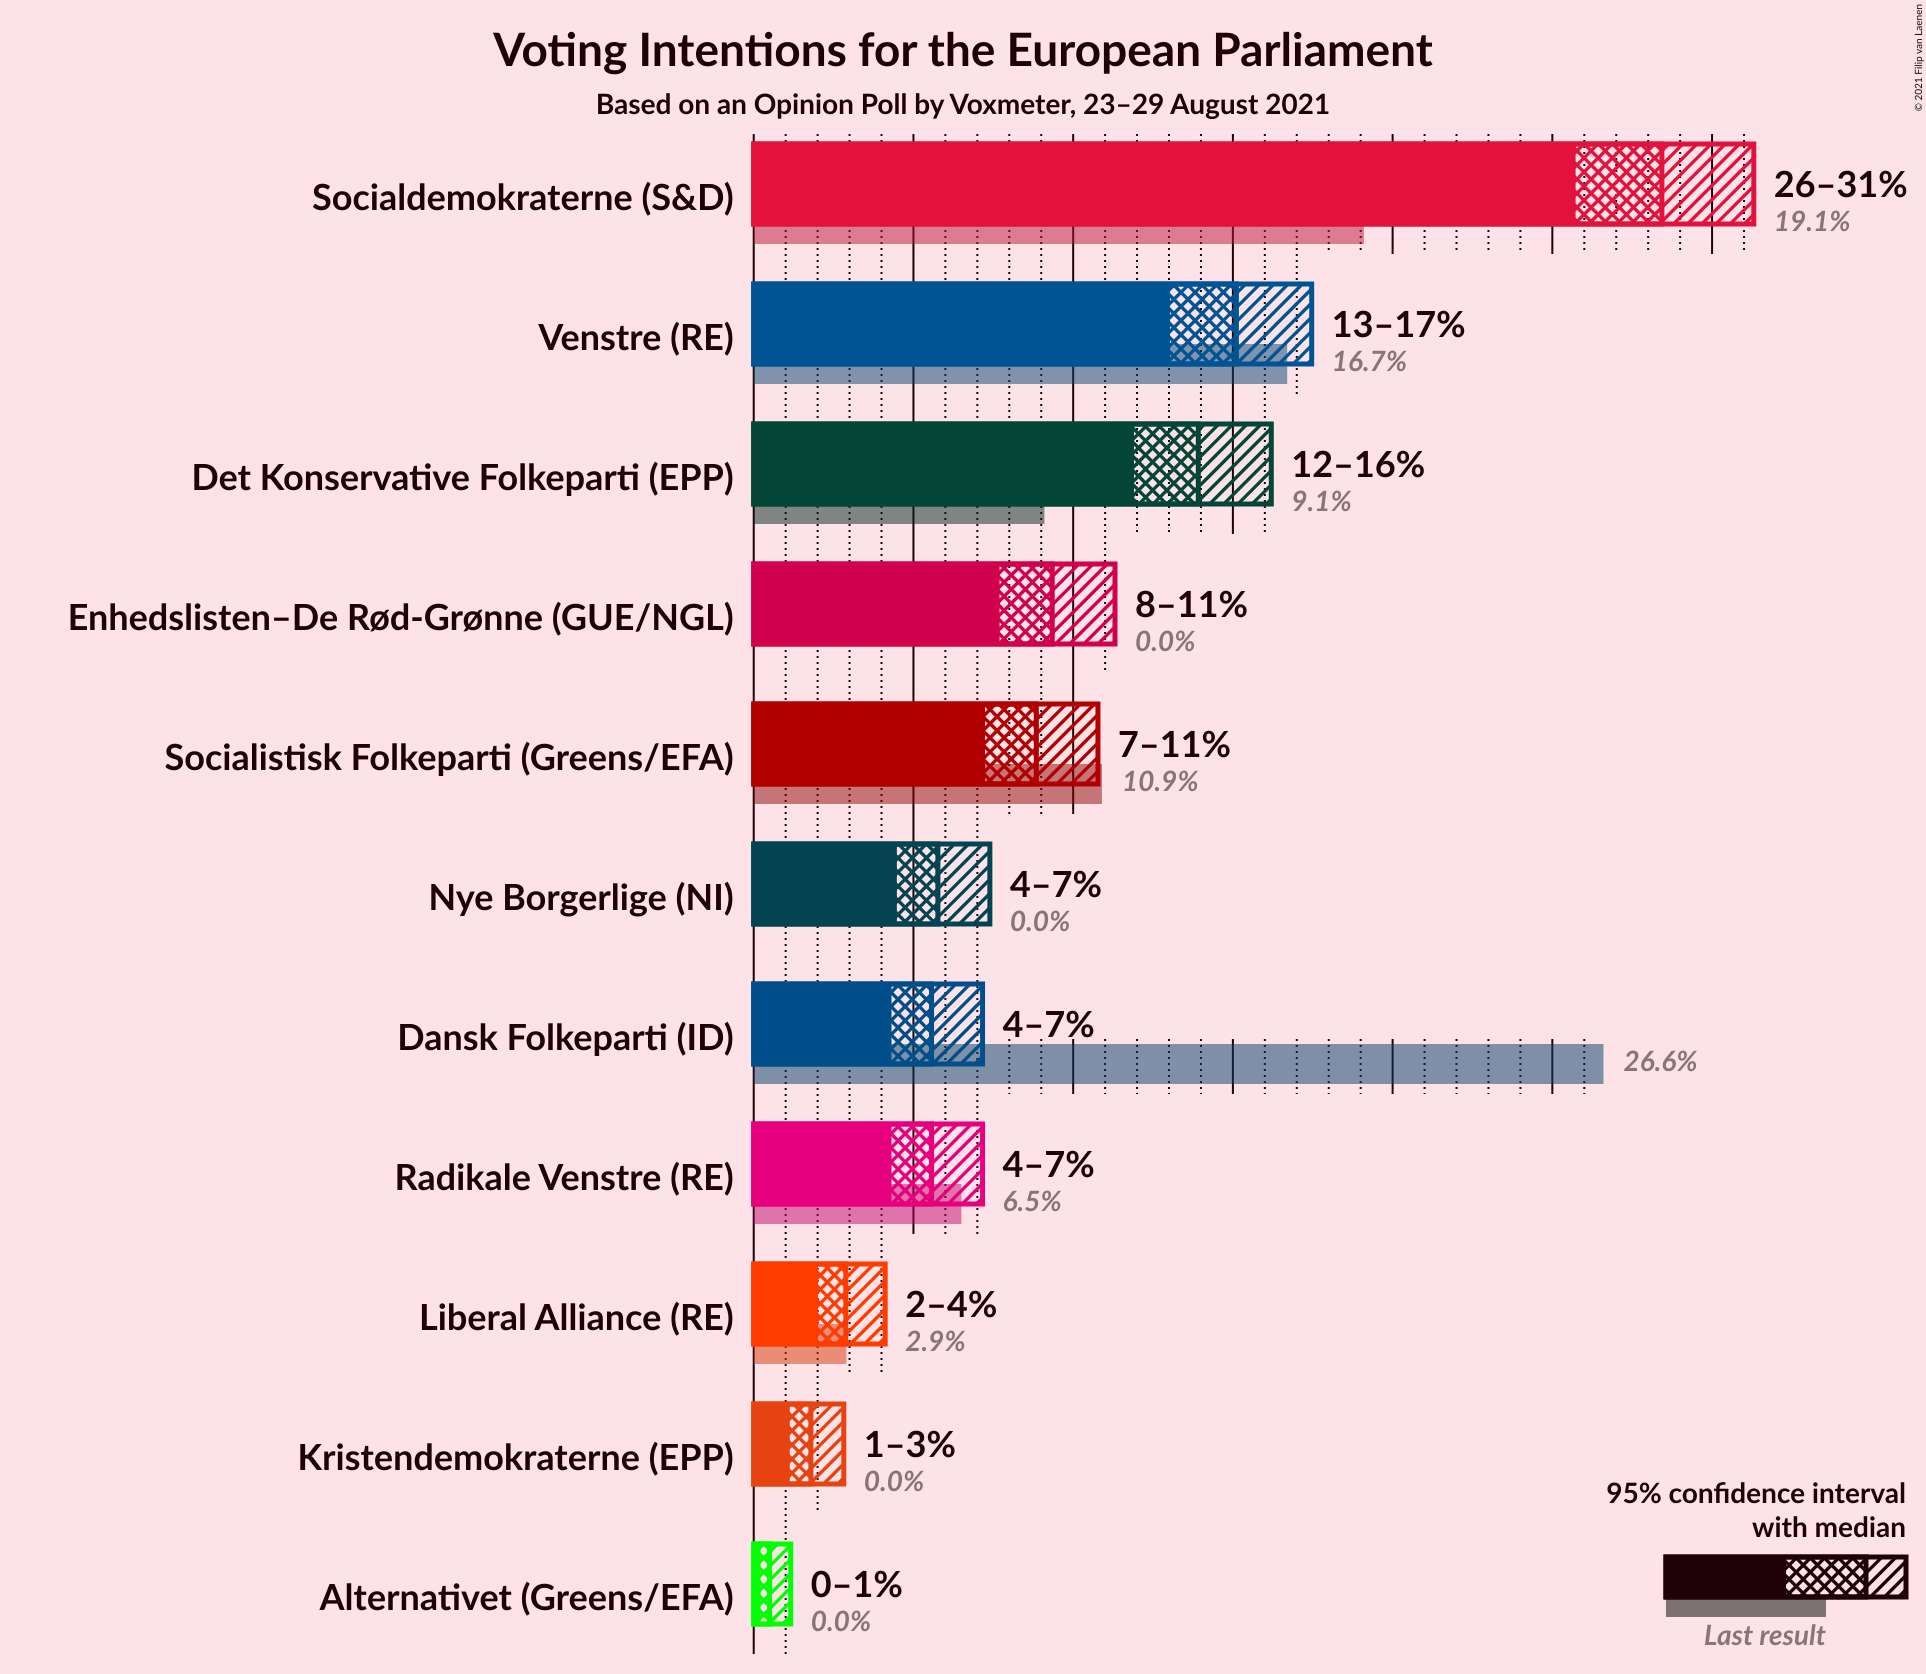 Voting Intentions for the European Parliament
Based on an Opinion Poll by Voxmeter, 23–29 August 2021
© 2021 Filip van Laenen
Socialdemokraterne (S&D)
26–31%
19.1%
Venstre (RE)
13–17%
16.7%
Det Konservative Folkeparti (EPP)
12–16%
9.1%
Enhedslisten–De Rød-Grønne (GUE/NGL)
8–11%
0.0%
Socialistisk Folkeparti (Greens/EFA)
7–11%
10.9%
Nye Borgerlige (NI)
4–7%
0.0%
Dansk Folkeparti (ID)
4–7%
26.6%
Radikale Venstre (RE)
4–7%
6.5%
Liberal Alliance (RE)
2–4%
2.9%
Kristendemokraterne (EPP)
1–3%
0.0%
Alternativet (Greens/EFA)
0–1%
0.0%
95% confidence interval
with median
Last result